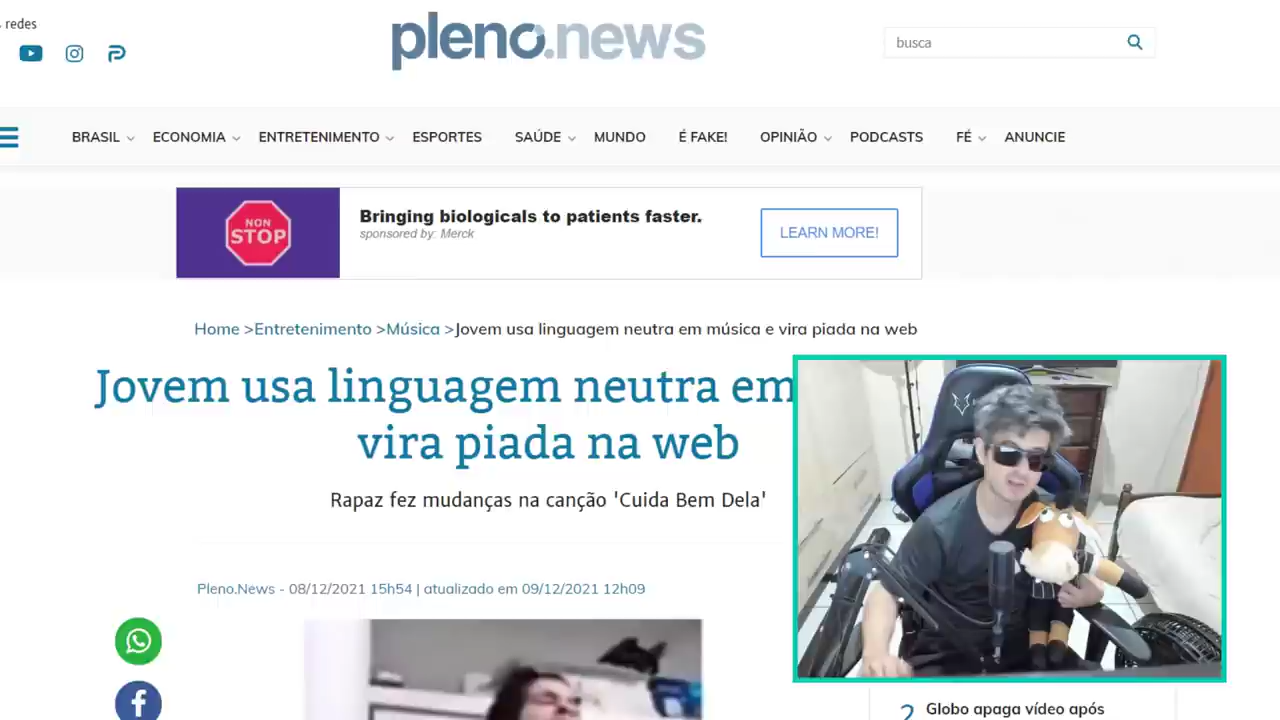 redes
pleno.news
busca
BRASIL
ECONOMIA
ENTRETENIMENTO
ESPORTES
SAÚDE
MUNDO
É FAKE!
OPINIÃO
PODCASTS
FÉ
ANUNCIE
NON
STOP
Bringing biologicals to patients faster.
sponsored by: Merck
LEARN MORE!
Home >Entretenimento >Música >Jovem usa linguagem neutra em música e vira piada na web
Jovem usa linguagem neutra em
vira piada na web
Rapaz fez mudanças na canção 'Cuida Bem Dela'
Pleno.News - 08/12/2021 15h54 | atualizado em 09/12/2021 12h09
2 Globo apaga vídeo após